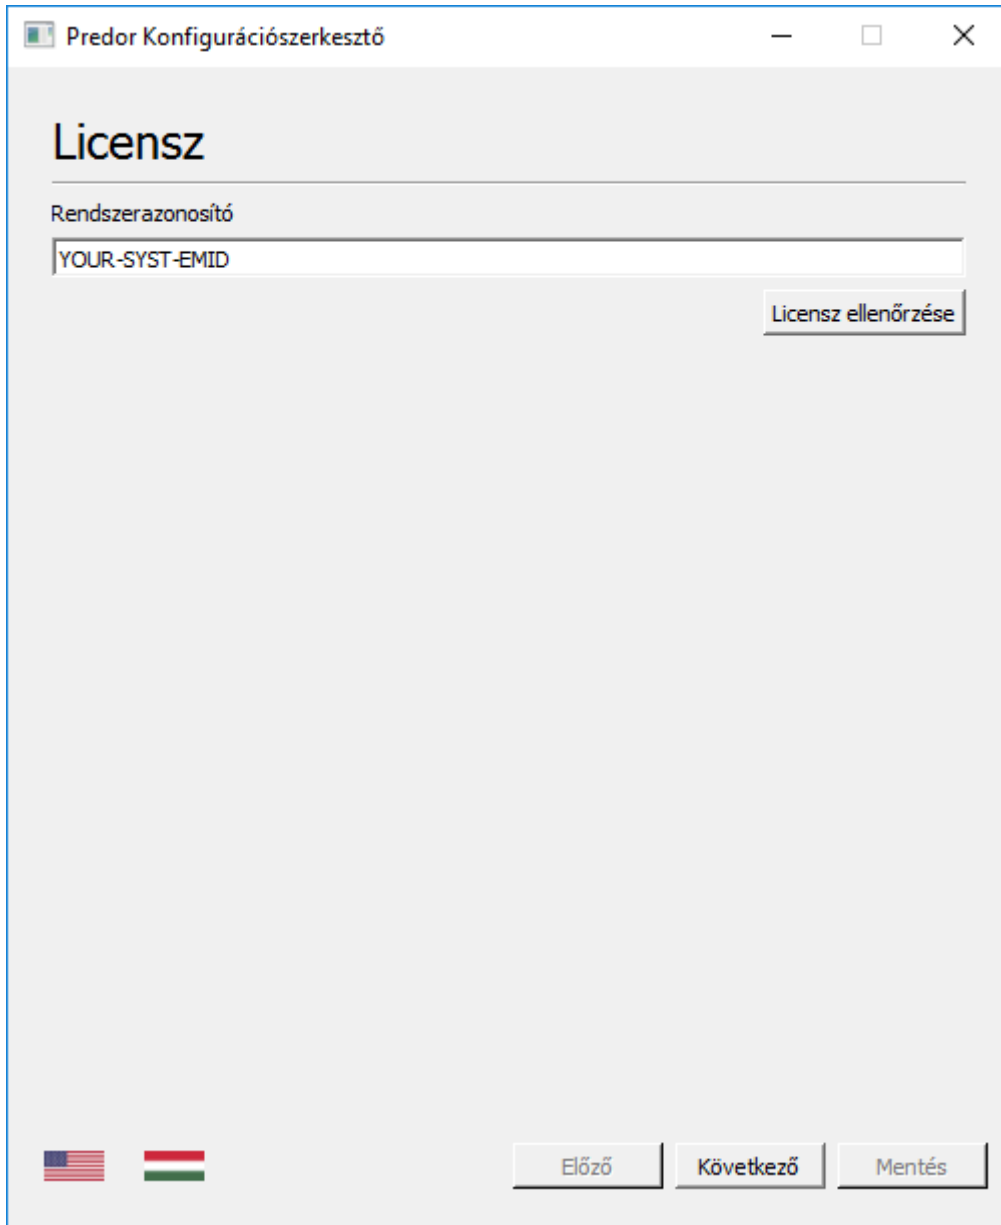 Predor Konfigurációszerkesztő
Licensz
Rendszerazonosító
YOUR-SYST-EMID
Licensz ellenőrzése
Előző Következő Mentés